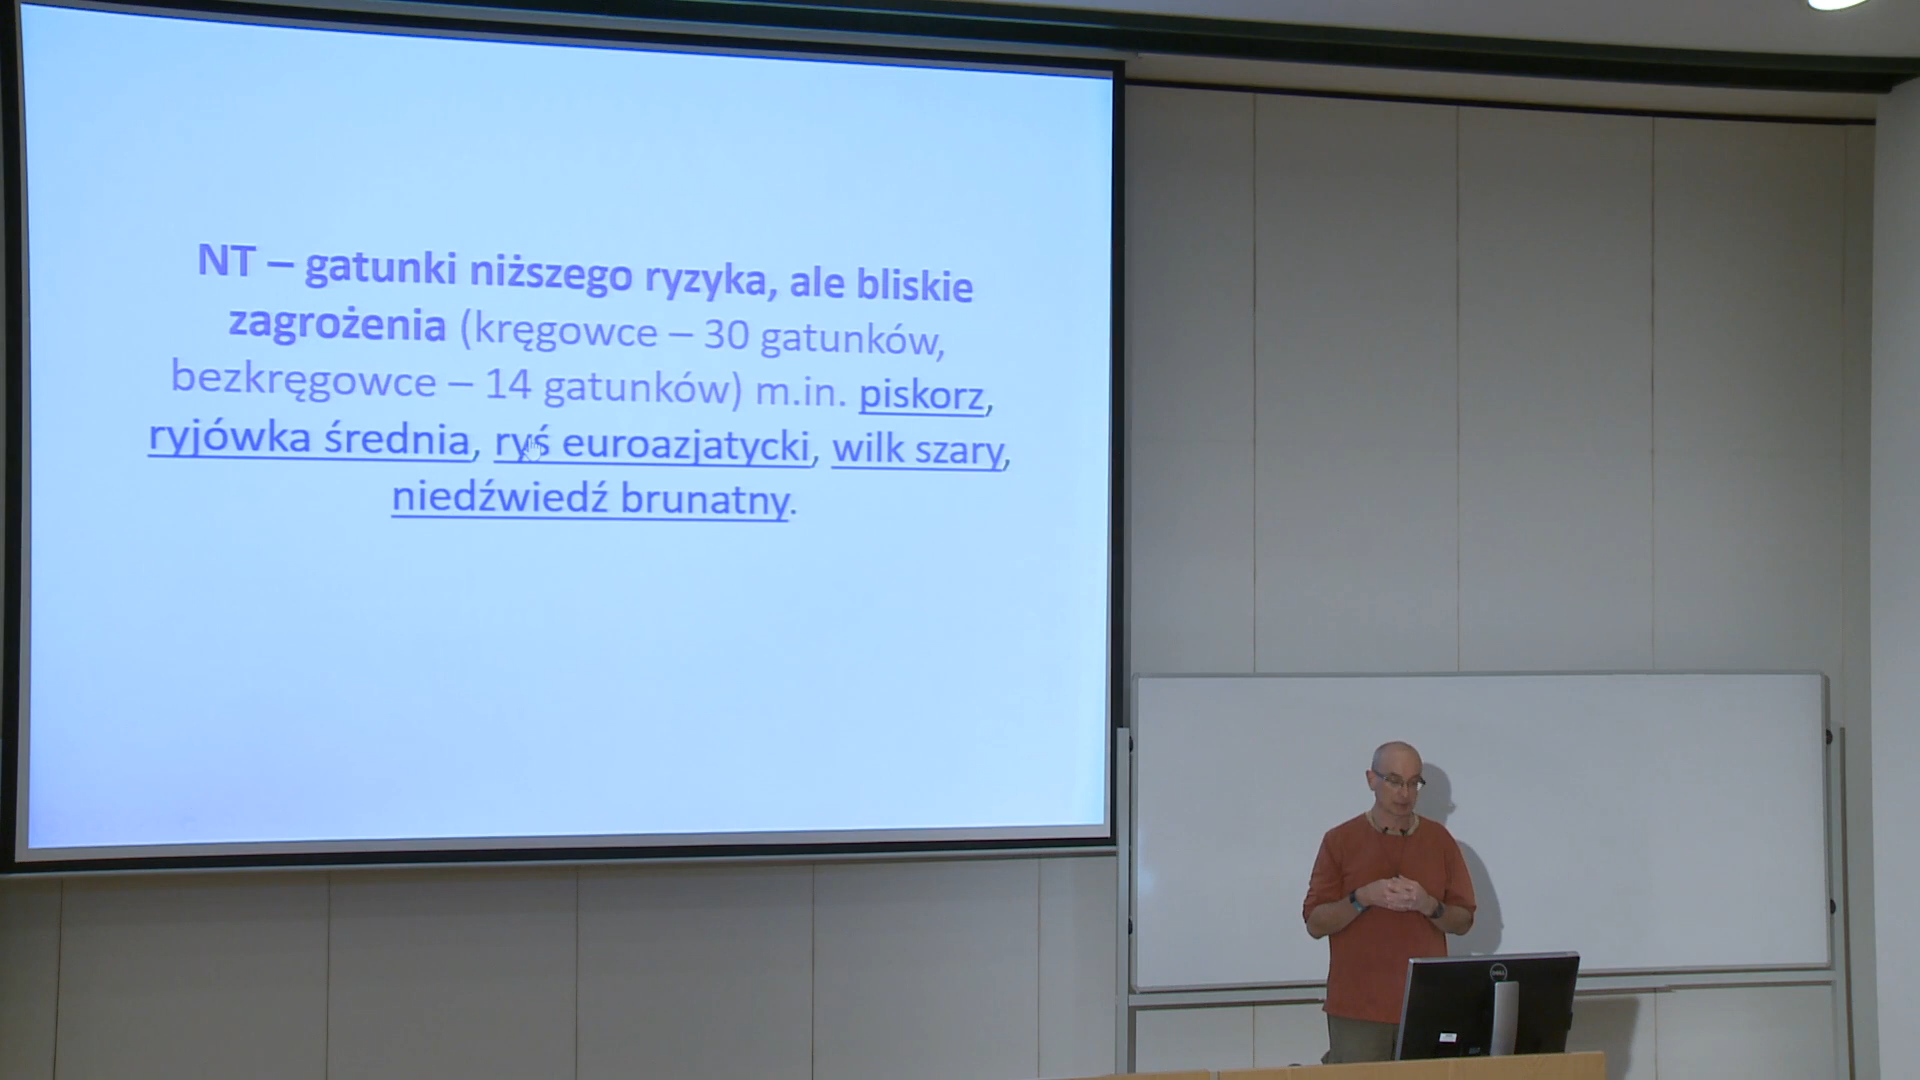 NT – gatunki niższego ryzyka, ale bliskie
zagrożenia (kręgowce – 30 gatunków,
bezkręgowce – 14 gatunków) m.in. piskorz,
ryjówka średnia, ryś euroazjatycki, wilk szary,
niedźwiedź brunatny.
DELL